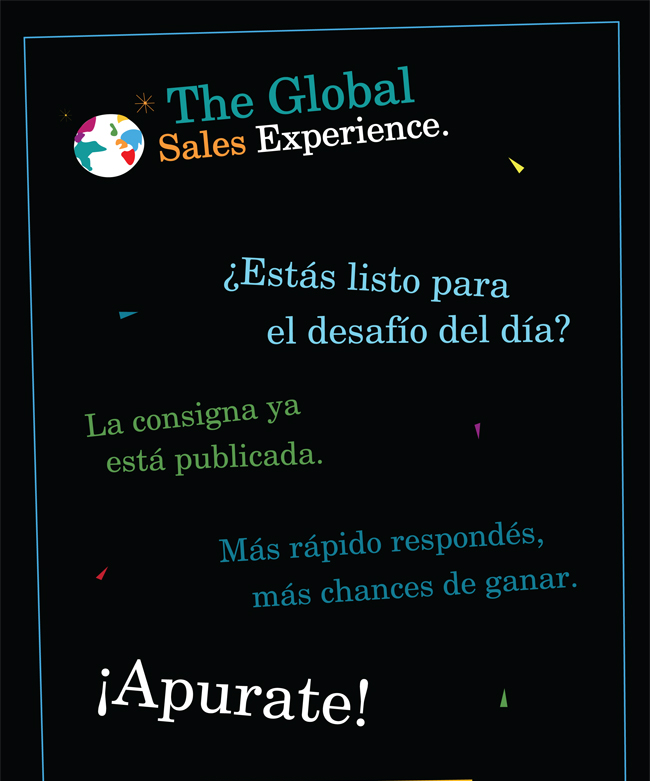 The Global
Sales Experience.
¿Estás listo para
el desafío del día?
La consigna ya
está publicada.
Más rápido respondés,
más chances de ganar.
¡Apurate!